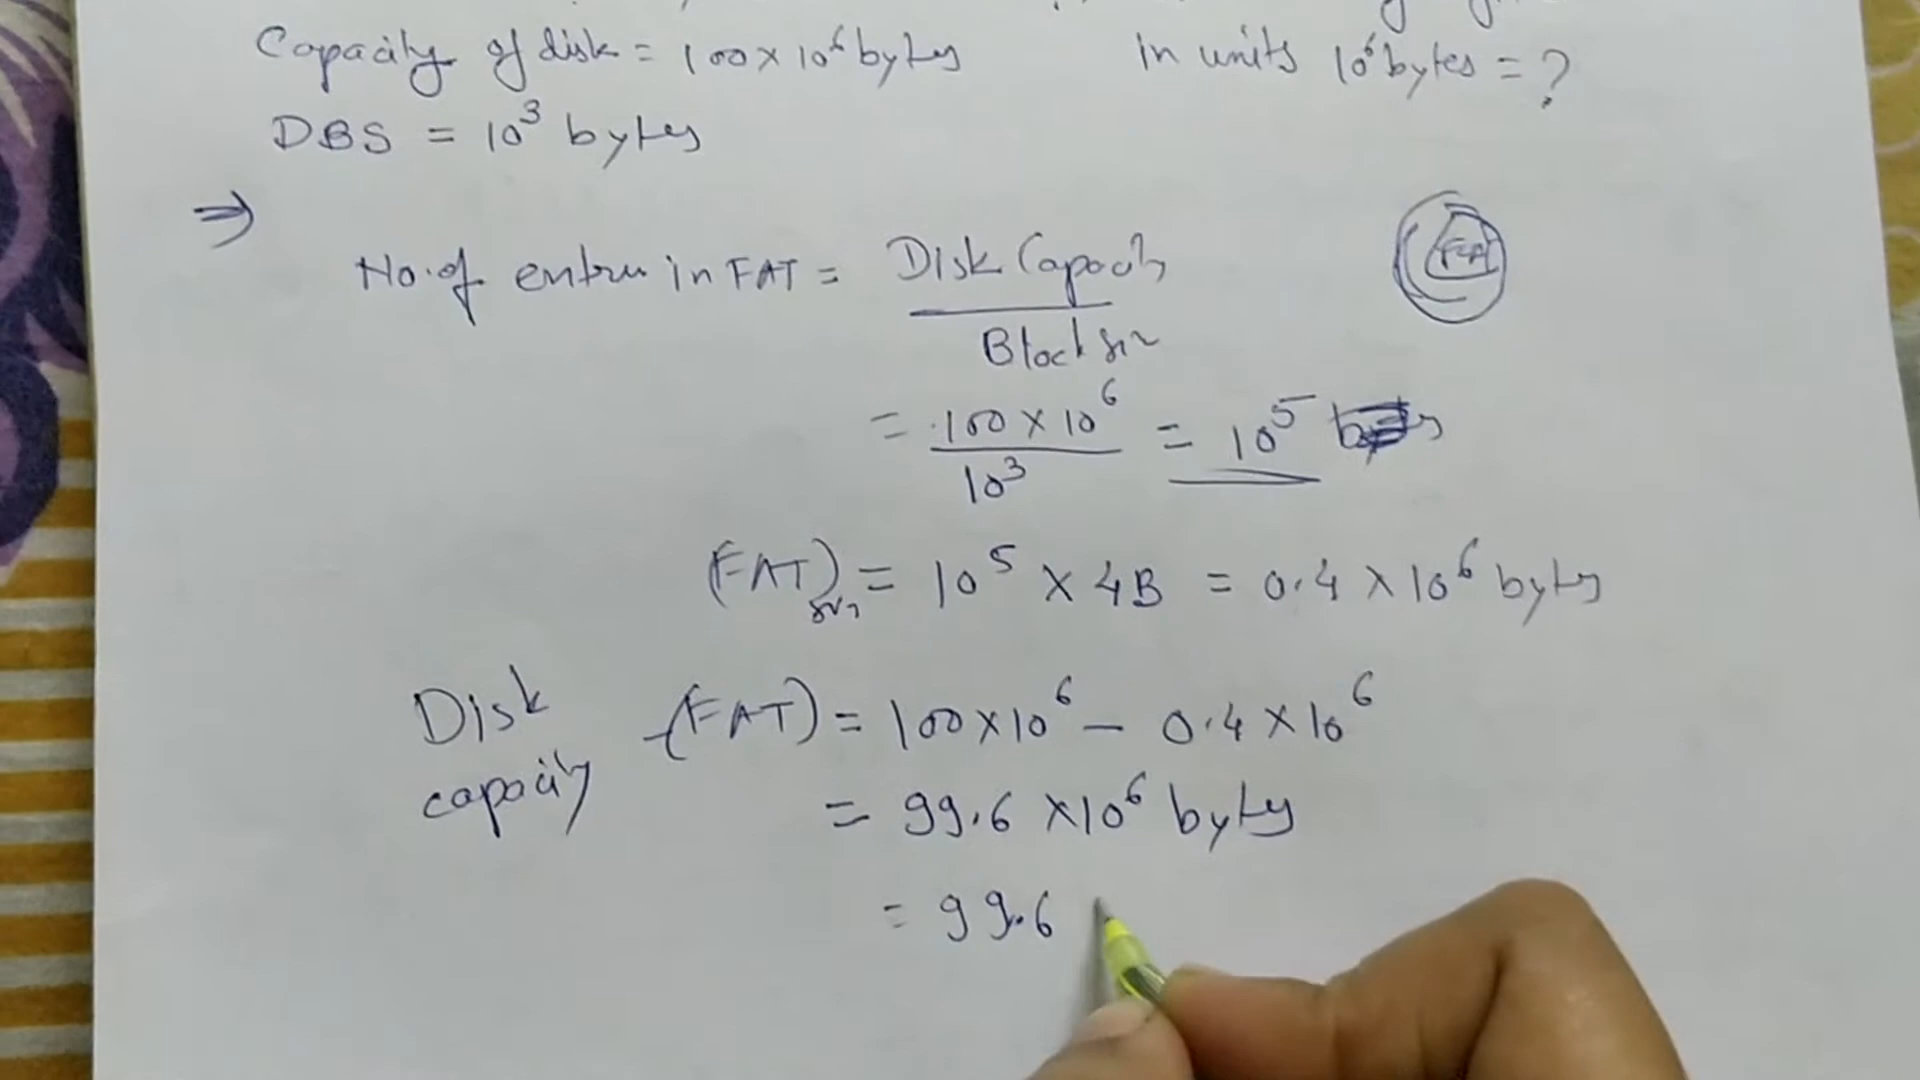 Capacity of disk = 100 × 10⁶ bytes
in units 10⁶ bytes = ?
DBS = 10³ bytes
⇒
No. of entries in FAT = Disk Capacity
Block size
FAT
= 100 × 10⁶ = 10⁵
10³
(FAT)size = 10⁵ × 4B = 0.4 × 10⁶ bytes
Disk capacity - (FAT) = 100×10⁶ - 0.4 × 10⁶
= 99.6 ×10⁶ bytes
= 99.6